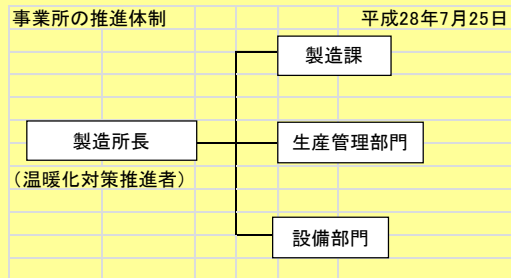 事業所の推進体制 平成28年7月25日
製造課
製造所長 生産管理部門
(温暖化対策推進者)
設備部門